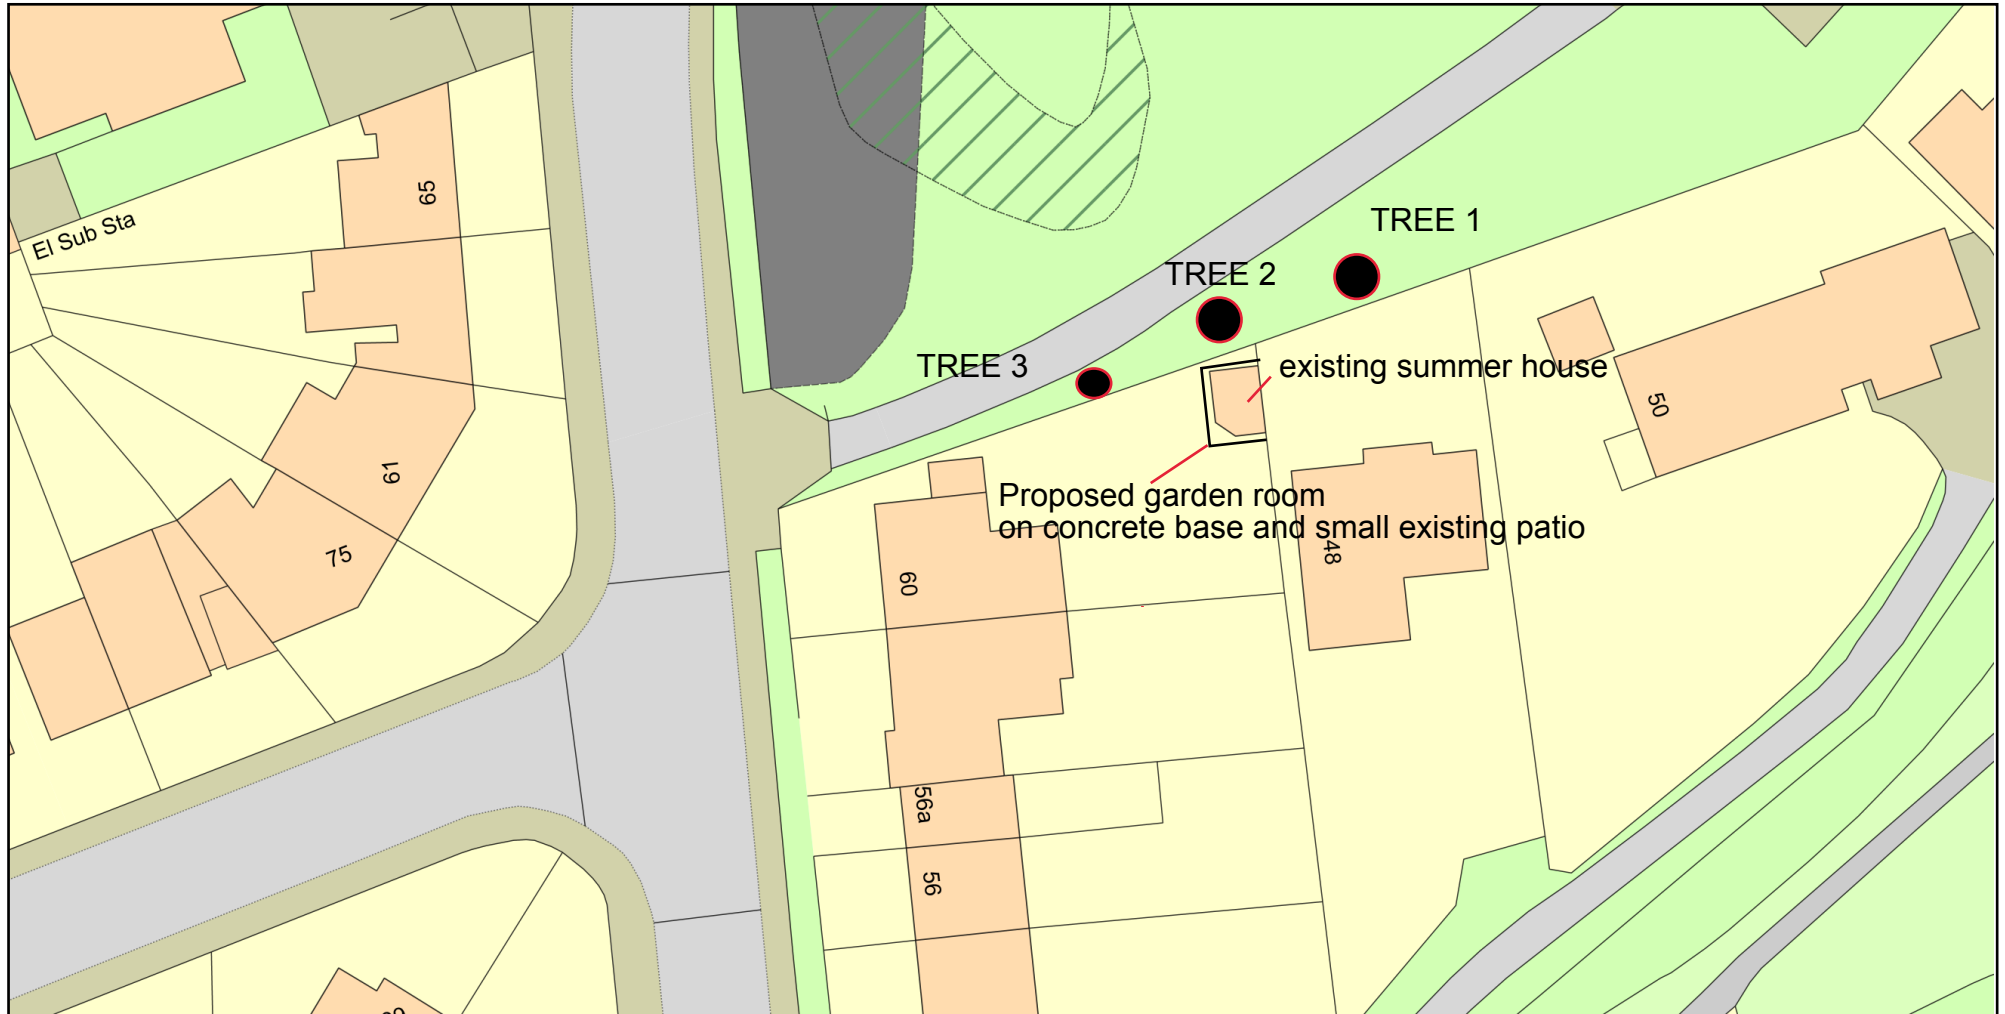 65
El Sub Sta
TREE 1
TREE 2
TREE 3
existing summer house
50
61
Proposed garden room
on concrete base and small existing patio
48
75
60
56a
56